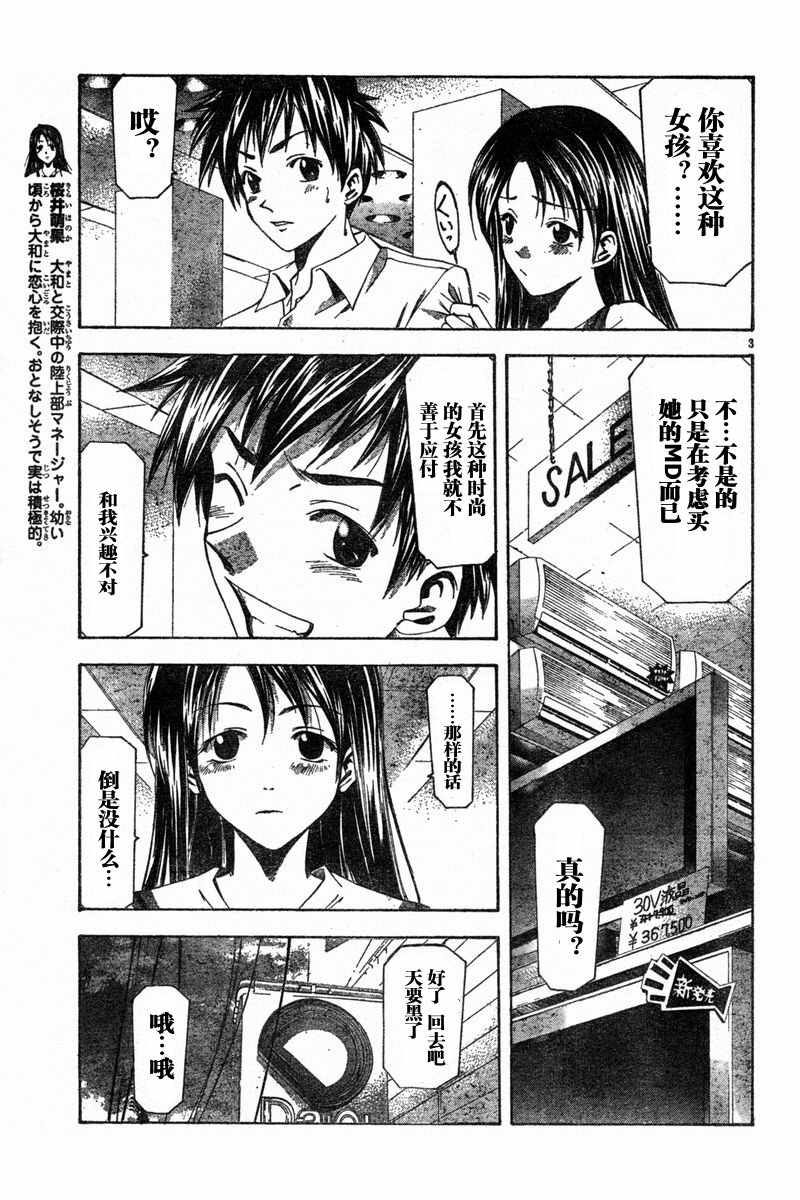 你喜欢这种
女孩?……
くいっ
哎?
3
不…不是的
只是在考虑买
她的MD而已
SALE
真的吗?
30V液晶
¥367,500
新発売
首先这种时尚
的女孩我就不
善于应付
和我兴趣不对
……那样的话
倒是没什么…
好了 回去吧
天要黑了
哦…哦
桜井萌果 大和と交際中の陸上部マネージャー。幼い
頃から大和に恋心を抱く。おとなしそうで実は積極的。